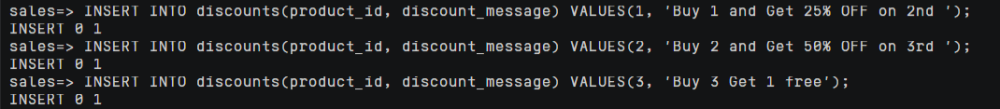 sales=> INSERT INTO discounts(product_id, discount_message) VALUES(1, 'Buy 1 and Get 25% OFF on 2nd ');
INSERT 0 1
sales=> INSERT INTO discounts(product_id, discount_message) VALUES(2, 'Buy 2 and Get 50% OFF on 3rd ');
INSERT 0 1
sales=> INSERT INTO discounts(product_id, discount_message) VALUES(3, 'Buy 3 Get 1 free');
INSERT 0 1